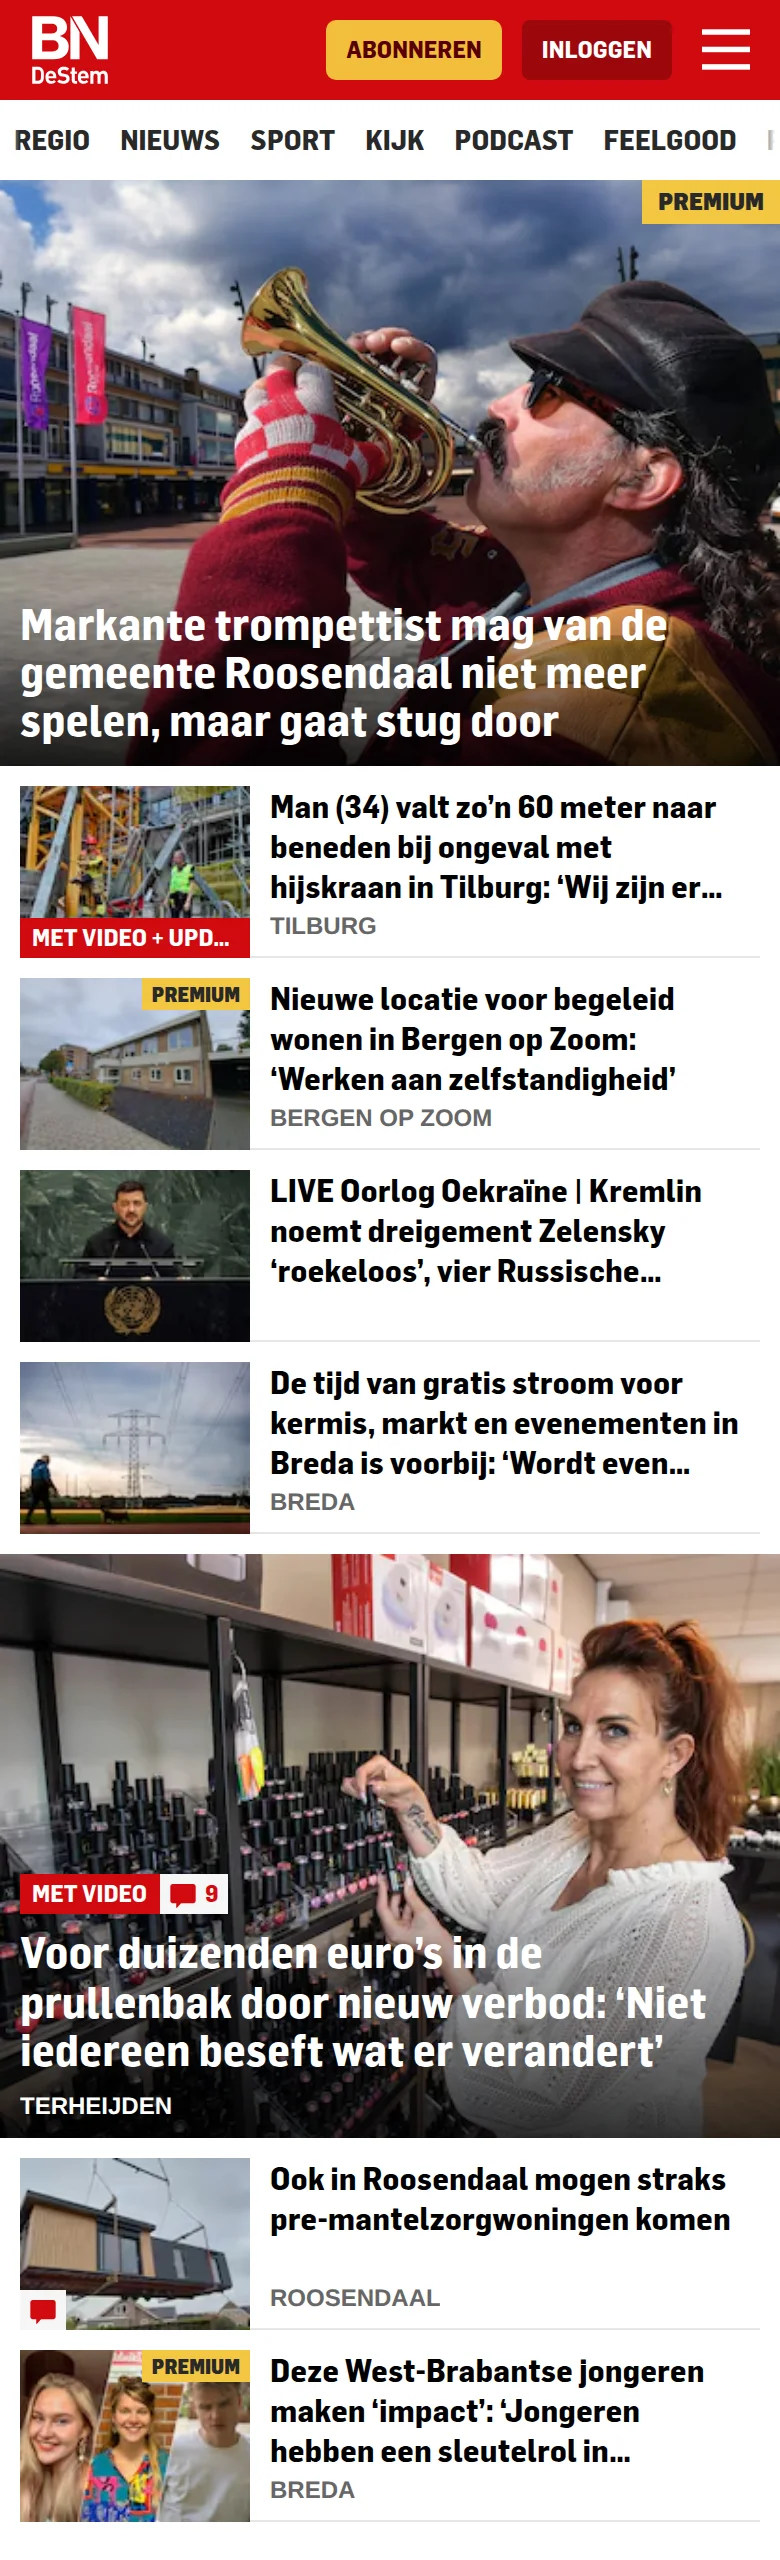 BN
DeStem
ABONNEREN
INLOGGEN
REGIO NIEUWS SPORT KIJK PODCAST FEELGOOD
PREMIUM
Roosendaal
Roosendaal
Markante trompettist mag van de
gemeente Roosendaal niet meer
spelen, maar gaat stug door
Man (34) valt zo’n 60 meter naar
beneden bij ongeval met
hijskraan in Tilburg: ‘Wij zijn er...
MET VIDEO + UPD...
TILBURG
PREMIUM
Nieuwe locatie voor begeleid
wonen in Bergen op Zoom:
‘Werken aan zelfstandigheid’
BERGEN OP ZOOM
LIVE Oorlog Oekraïne | Kremlin
noemt dreigement Zelensky
‘roekeloos’, vier Russische...
De tijd van gratis stroom voor
kermis, markt en evenementen in
Breda is voorbij: ‘Wordt even...
BREDA
MET VIDEO 9
Voor duizenden euro’s in de
prullenbak door nieuw verbod: ‘Niet
iedereen beseft wat er verandert’
TERHEIJDEN
Ook in Roosendaal mogen straks
pre-mantelzorgwoningen komen
ROOSENDAAL
PREMIUM
Deze West-Brabantse jongeren
maken ‘impact’: ‘Jongeren
hebben een sleutelrol in...
BREDA